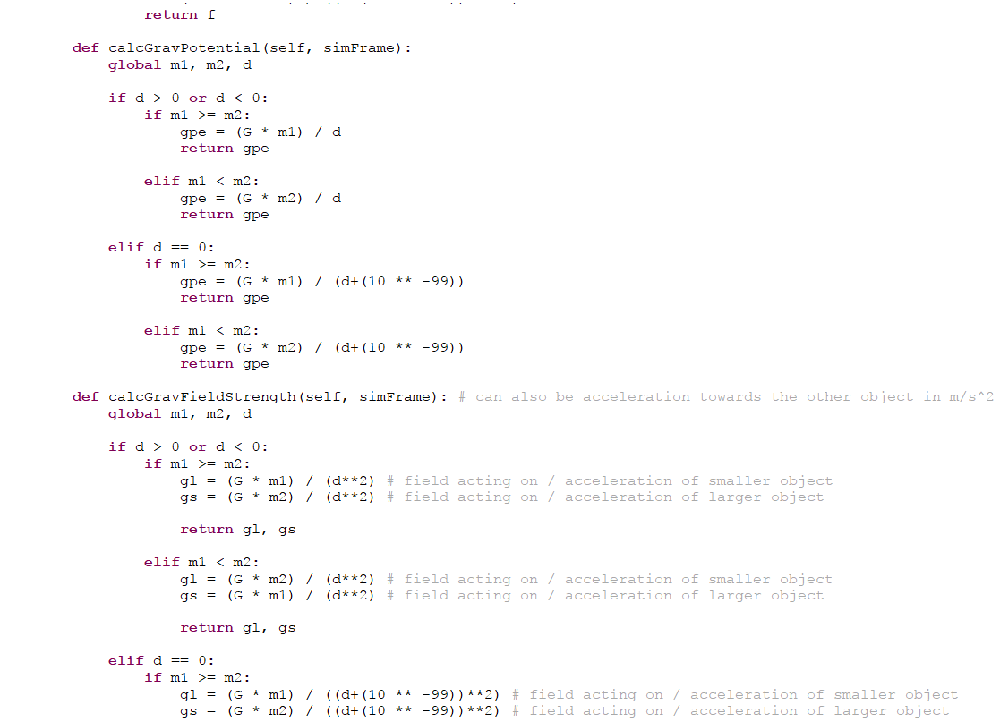 return f
def calcGravPotential(self, simFrame):
global m1, m2, d
if d > 0 or d < 0:
if m1 >= m2:
gpe = (G * m1) / d
return gpe
elif m1 < m2:
gpe = (G * m2) / d
return gpe
elif d == 0:
if m1 >= m2:
gpe = (G * m1) / (d+(10 ** -99))
return gpe
elif m1 < m2:
gpe = (G * m2) / (d+(10 ** -99))
return gpe
def calcGravFieldStrength(self, simFrame): # can also be acceleration towards the other object in m/s^2
global m1, m2, d
if d > 0 or d < 0:
if m1 >= m2:
gl = (G * m1) / (d**2) # field acting on / acceleration of smaller object
gs = (G * m2) / (d**2) # field acting on / acceleration of larger object
return gl, gs
elif m1 < m2:
gl = (G * m2) / (d**2) # field acting on / acceleration of smaller object
gs = (G * m1) / (d**2) # field acting on / acceleration of larger object
return gl, gs
elif d == 0:
if m1 >= m2:
gl = (G * m1) / ((d+(10 ** -99))**2) # field acting on / acceleration of smaller object
gs = (G * m2) / ((d+(10 ** -99))**2) # field acting on / acceleration of larger object